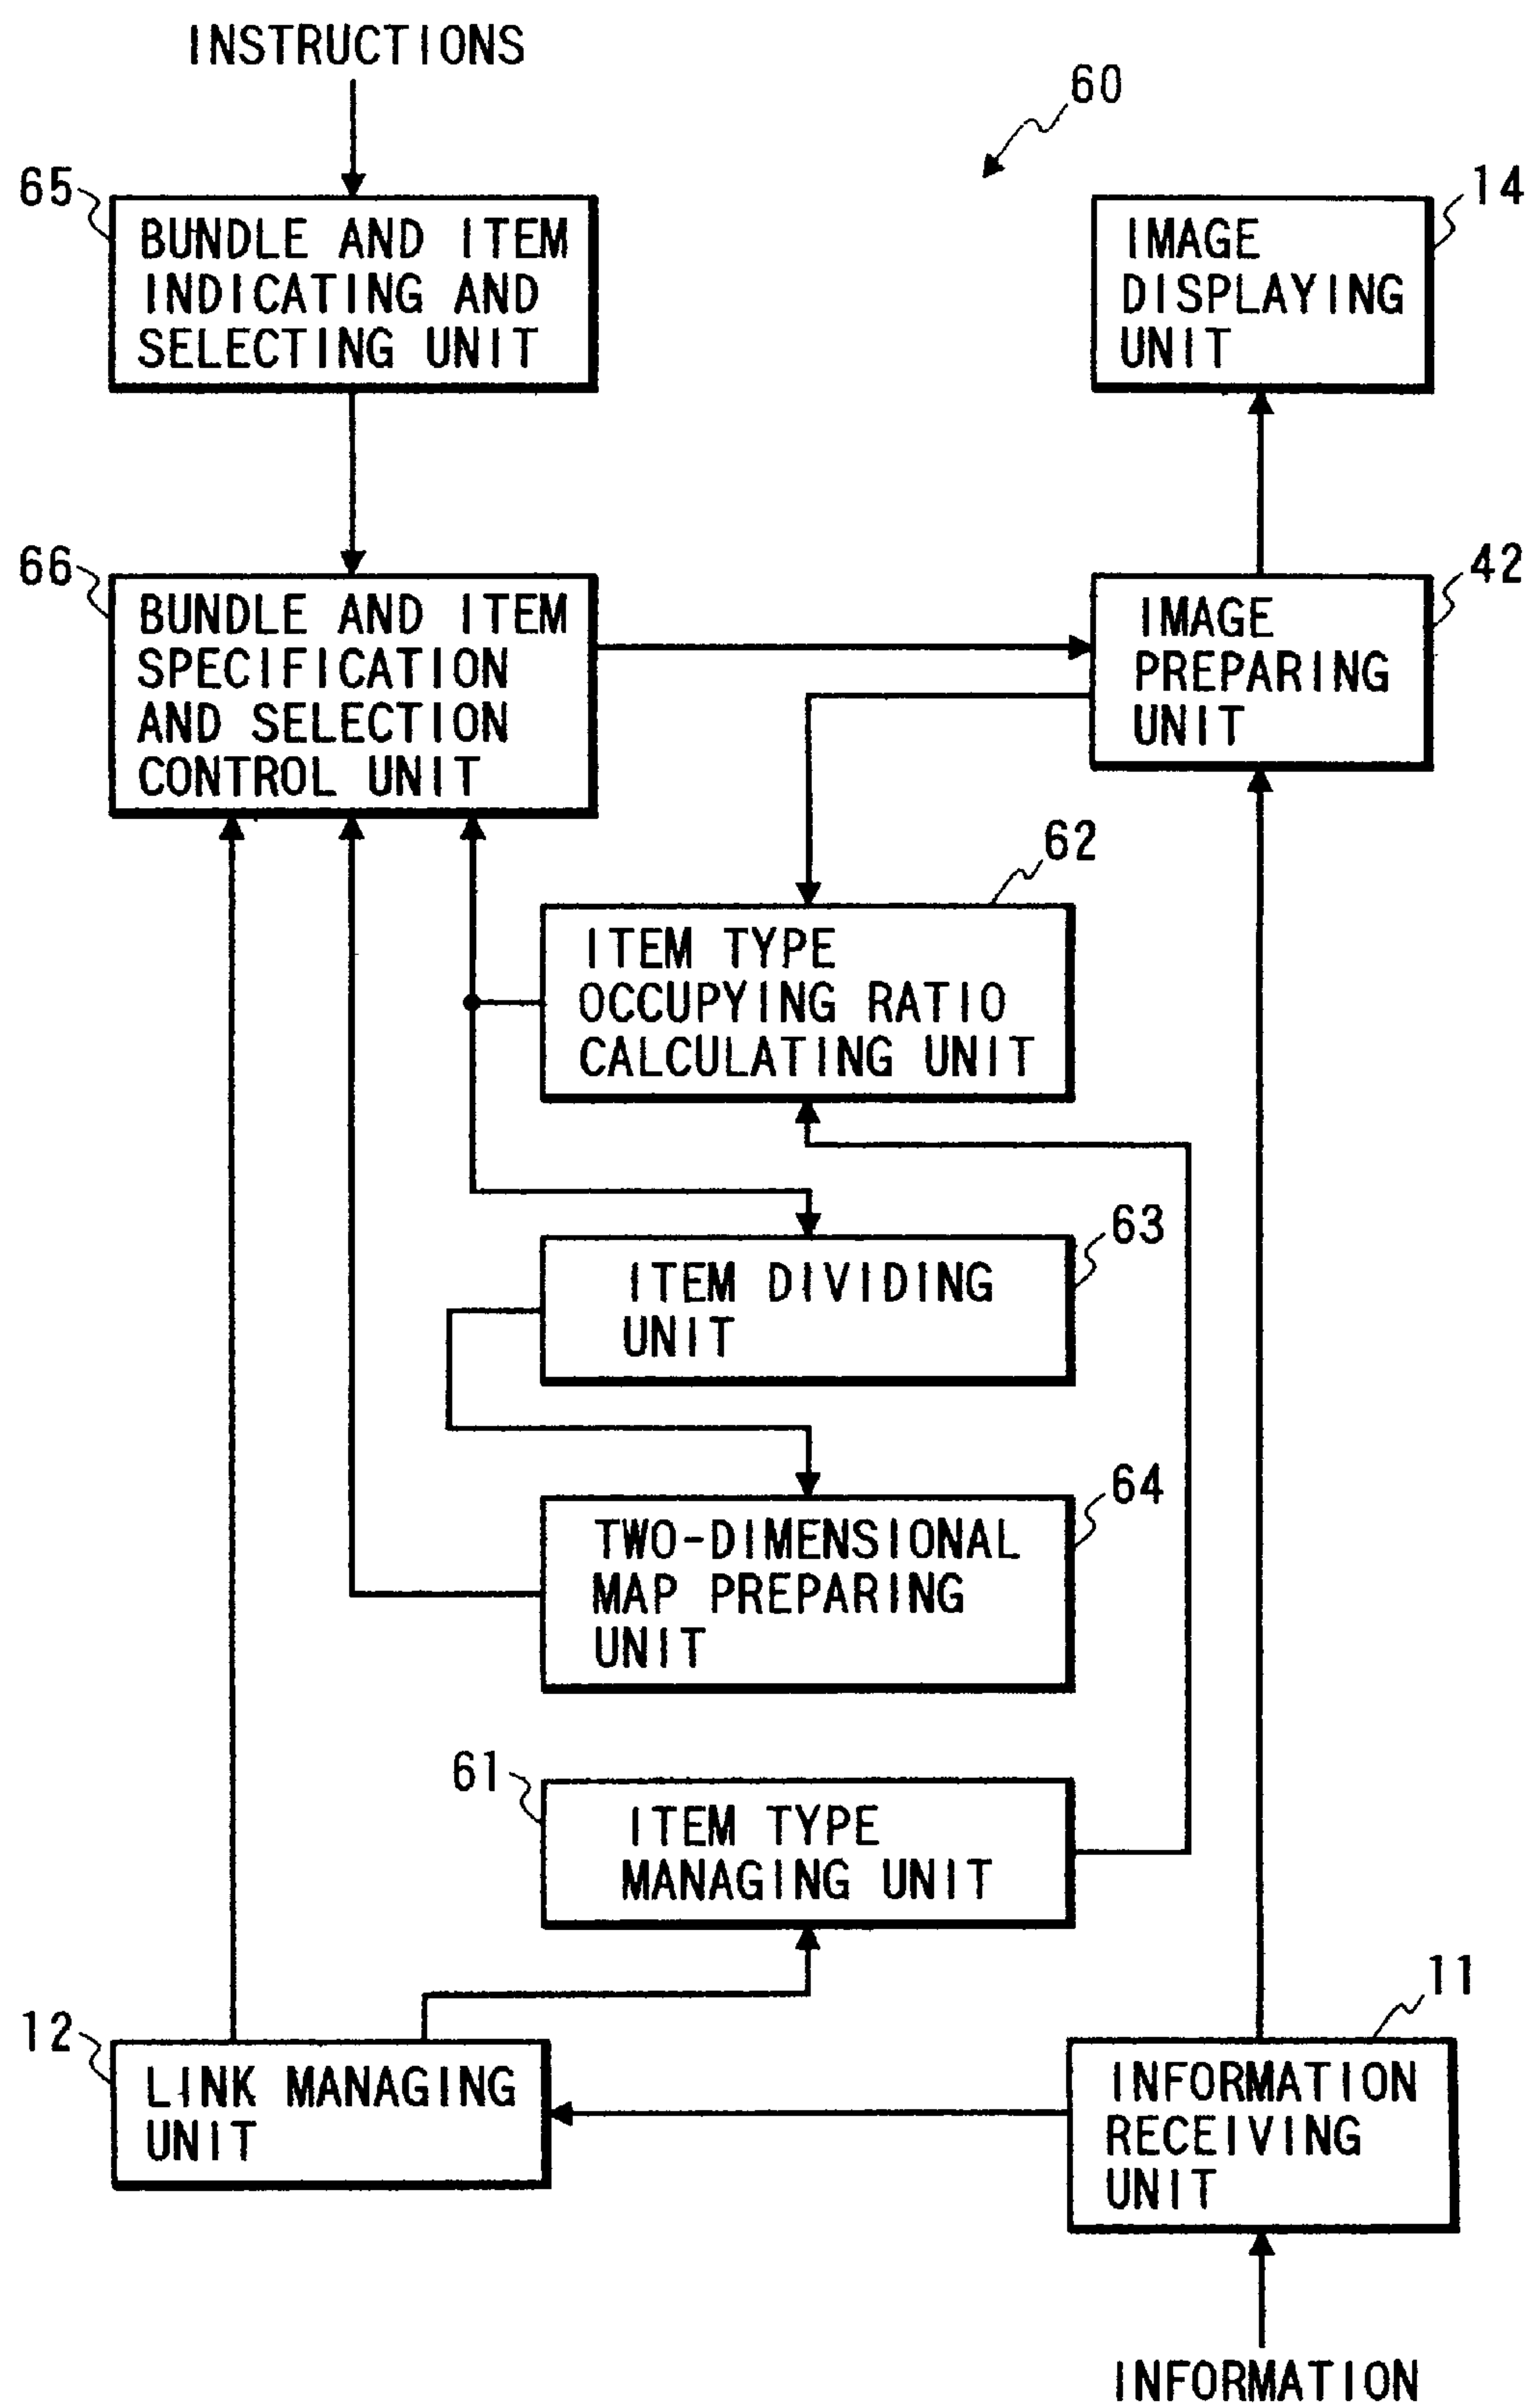 INSTRUCTIONS
60
65
BUNDLE AND ITEM
INDICATING AND
SELECTING UNIT
14
IMAGE
DISPLAYING
UNIT
66
BUNDLE AND ITEM
SPECIFICATION
AND SELECTION
CONTROL UNIT
42
IMAGE
PREPARING
UNIT
62
ITEM TYPE
OCCUPYING RATIO
CALCULATING UNIT
63
ITEM DIVIDING
UNIT
64
TWO-DIMENSIONAL
MAP PREPARING
UNIT
61
ITEM TYPE
MANAGING UNIT
12
LINK MANAGING
UNIT
11
INFORMATION
RECEIVING
UNIT
INFORMATION